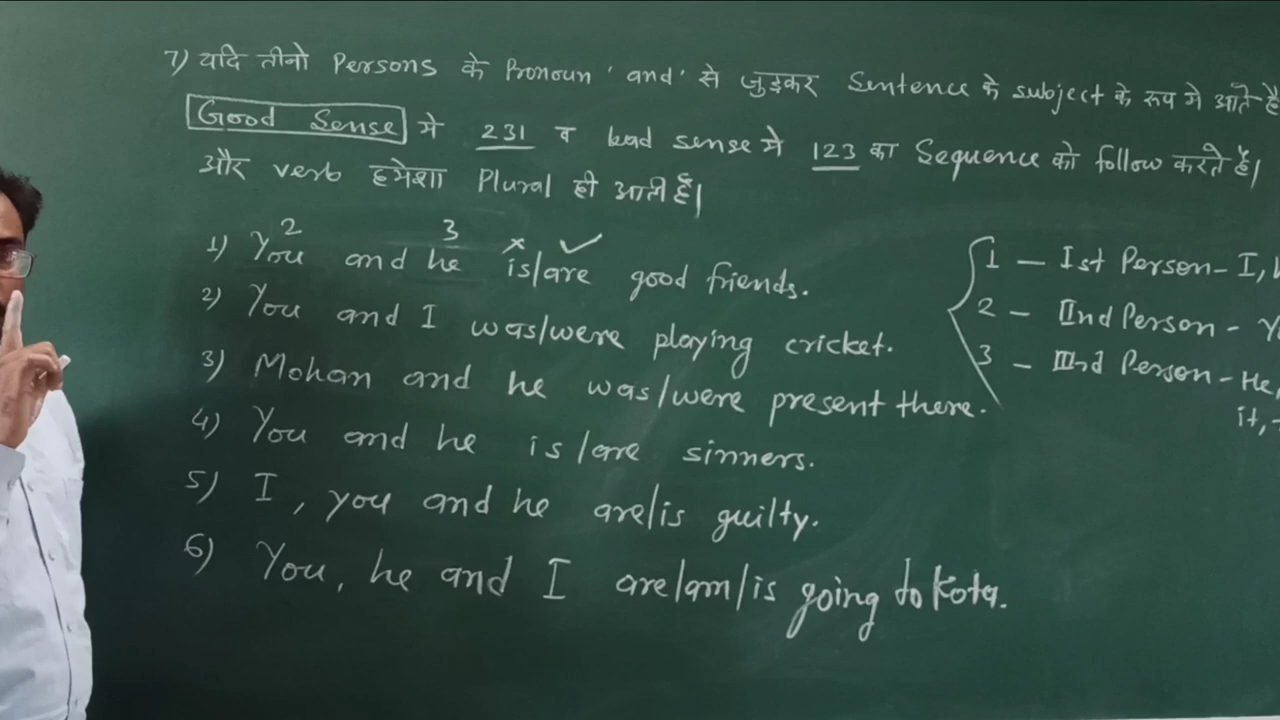 7) यदि तीनो Persons के Pronoun 'and' से जुड़कर Sentence के subject के रूप मे आते है
Good Sense मे 231 व bad sense मे 123 का Sequence को follow करते है।
और verb हमेशा Plural ही आती है।
2 3 × ✓
1) You and he is/are good friends.
2) You and I was/were playing cricket.
3) Mohan and he was/were present there.
4) You and he is/are sinners.
5) I, you and he are/is guilty.
6) You, he and I are/am/is going to Kota.
1 – Ist Person – I,
2 – IInd Person –
3 – IIIrd Person – He,
it,